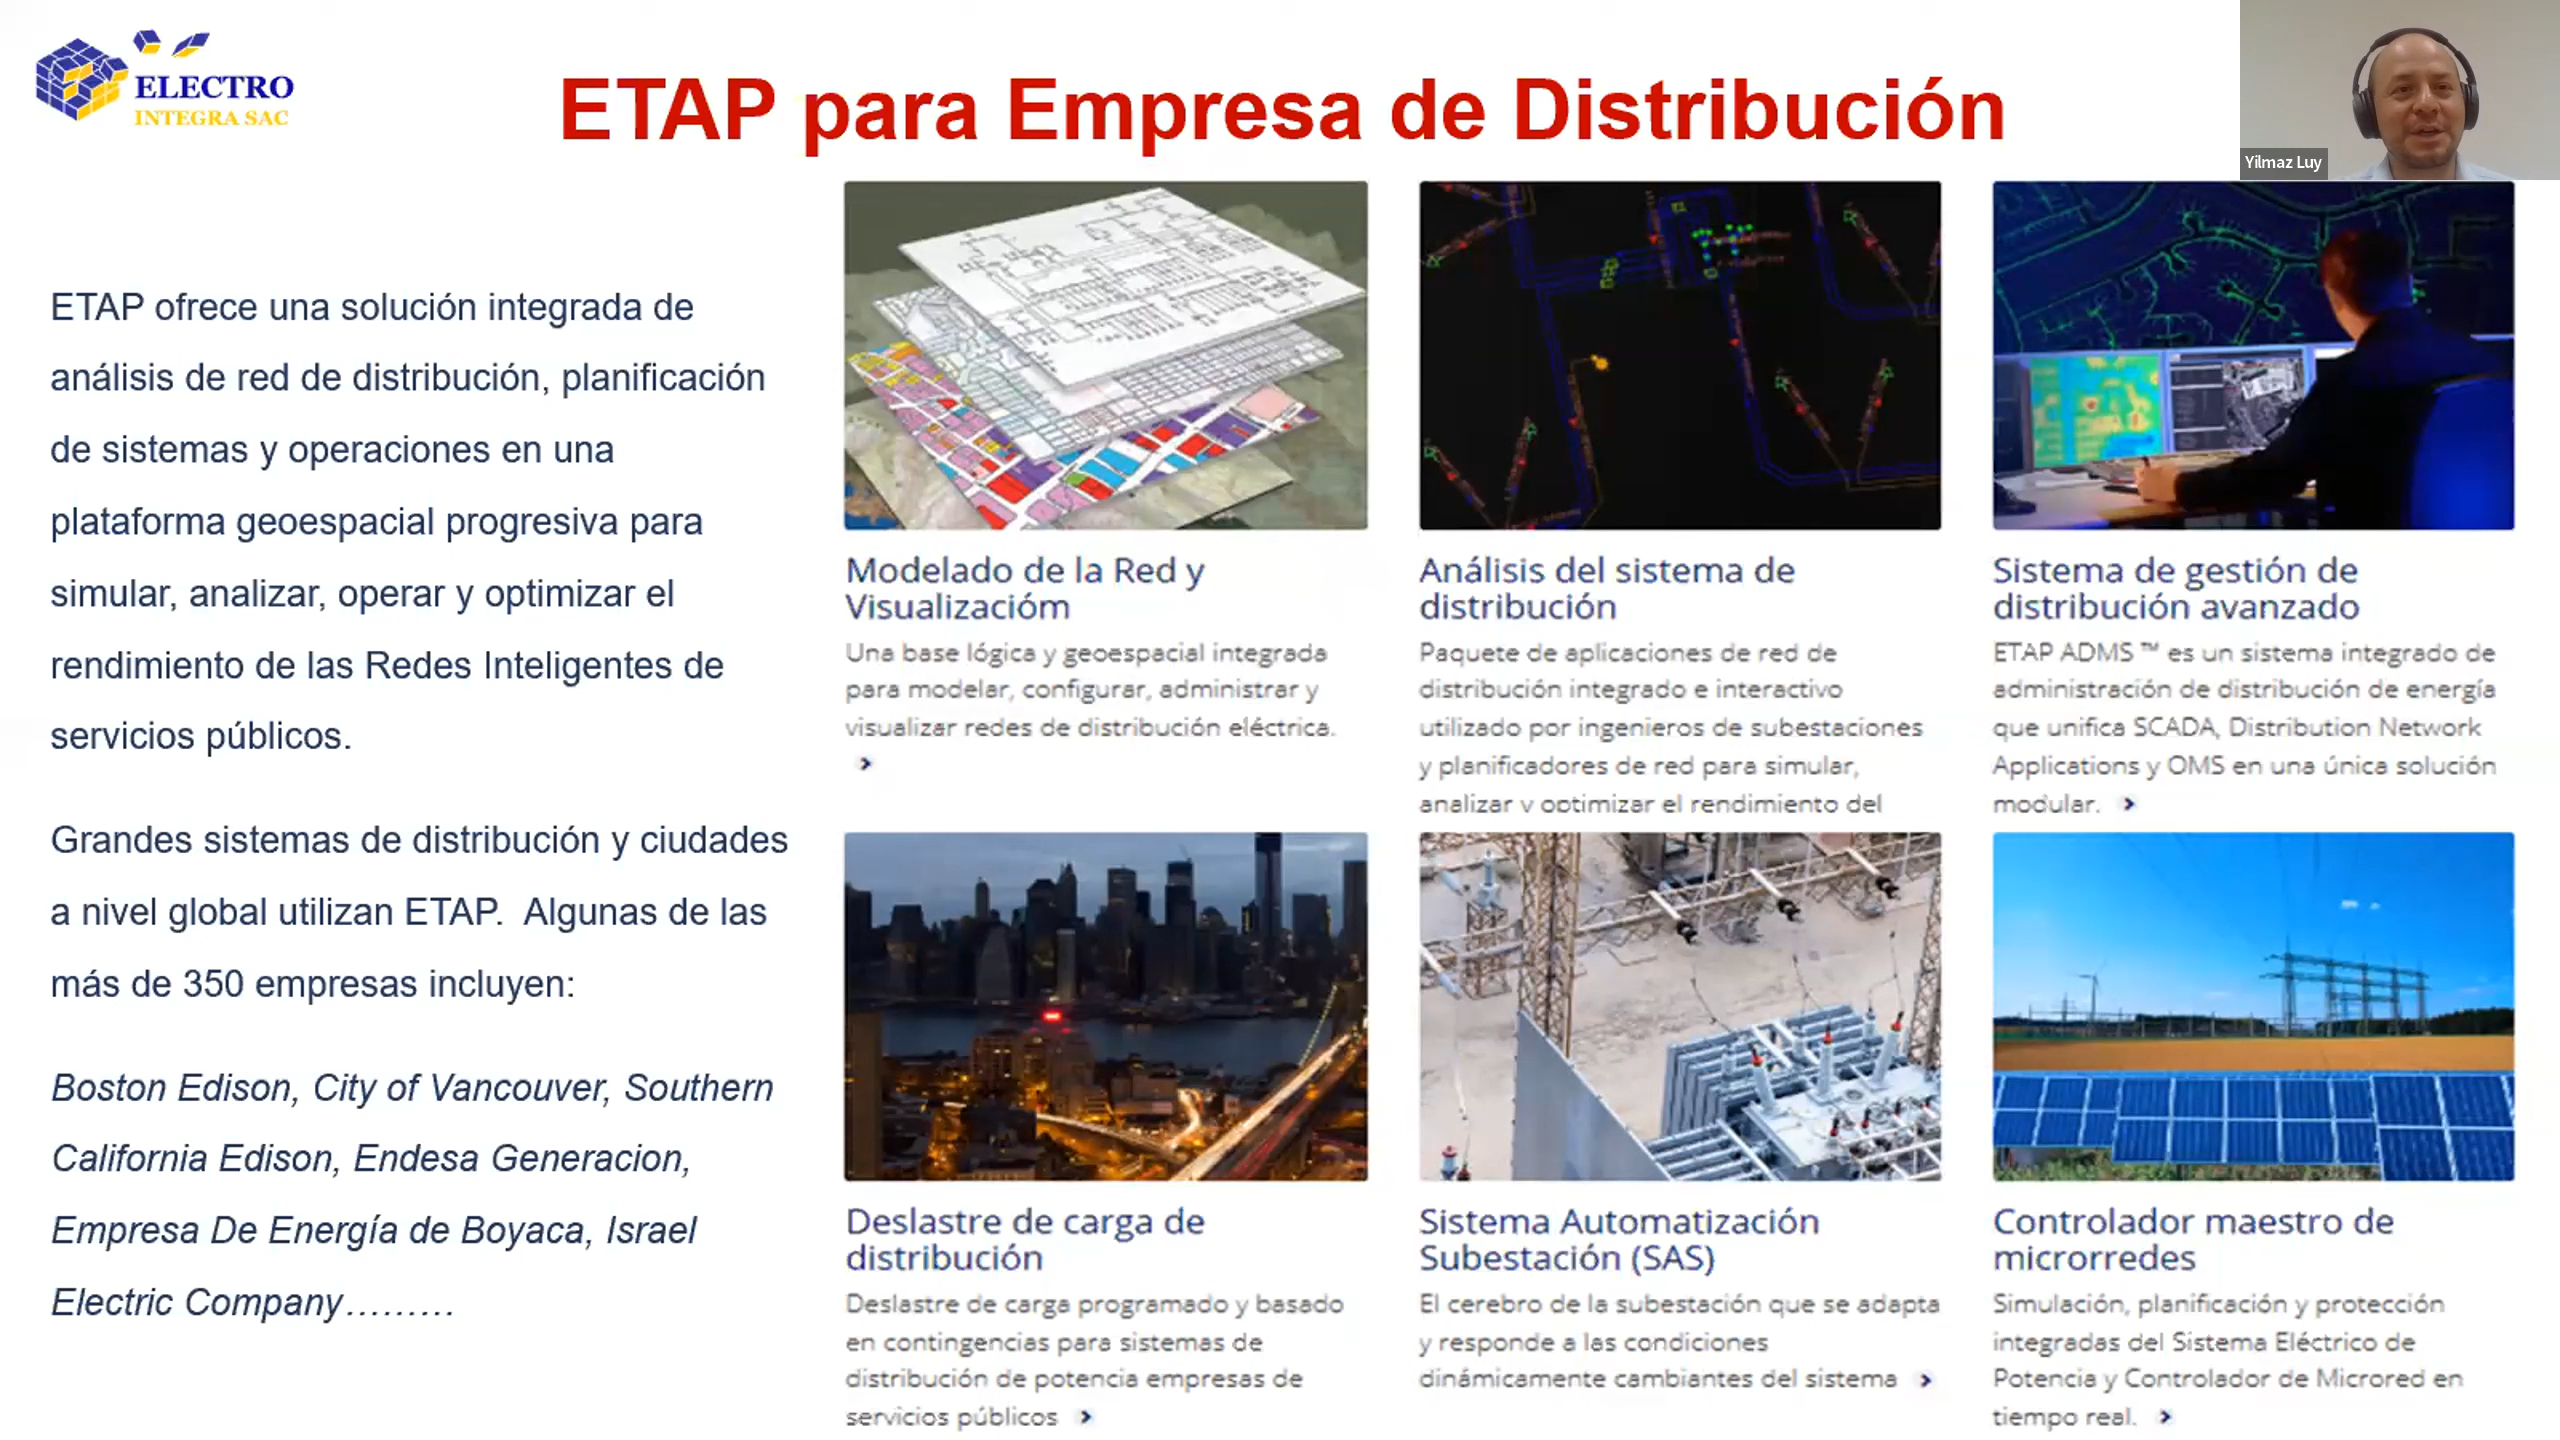 ELECTRO
INTEGRA SAC
ETAP para Empresa de Distribución
Yilmaz Luy
ETAP ofrece una solución integrada de
análisis de red de distribución, planificación
de sistemas y operaciones en una
plataforma geoespacial progresiva para
simular, analizar, operar y optimizar el
rendimiento de las Redes Inteligentes de
servicios públicos.
Grandes sistemas de distribución y ciudades
a nivel global utilizan ETAP.  Algunas de las
más de 350 empresas incluyen:
Boston Edison, City of Vancouver, Southern
California Edison, Endesa Generacion,
Empresa De Energía de Boyaca, Israel
Electric Company………
Modelado de la Red y
Visualizacióm
Una base lógica y geoespacial integrada
para modelar, configurar, administrar y
visualizar redes de distribución eléctrica.
Análisis del sistema de
distribución
Paquete de aplicaciones de red de
distribución integrado e interactivo
utilizado por ingenieros de subestaciones
y planificadores de red para simular,
analizar y optimizar el rendimiento del
Sistema de gestión de
distribución avanzado
ETAP ADMS ™ es un sistema integrado de
administración de distribución de energía
que unifica SCADA, Distribution Network
Applications y OMS en una única solución
modular.
Deslastre de carga de
distribución
Deslastre de carga programado y basado
en contingencias para sistemas de
distribución de potencia empresas de
servicios públicos
Sistema Automatización
Subestación (SAS)
El cerebro de la subestación que se adapta
y responde a las condiciones
dinámicamente cambiantes del sistema
Controlador maestro de
microrredes
Simulación, planificación y protección
integradas del Sistema Eléctrico de
Potencia y Controlador de Microred en
tiempo real.